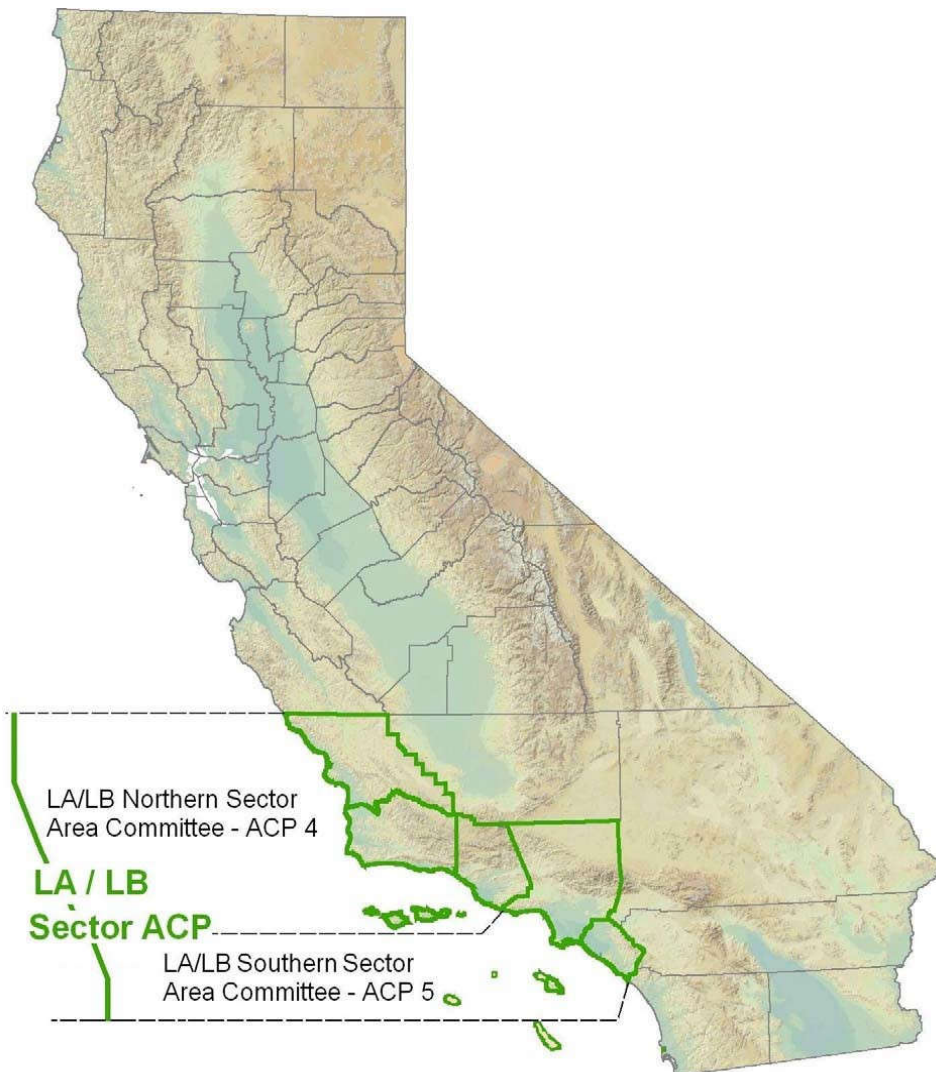 LA/LB Northern Sector
Area Committee - ACP 4
LA / LB
Sector ACP
LA/LB Southern Sector
Area Committee - ACP 5